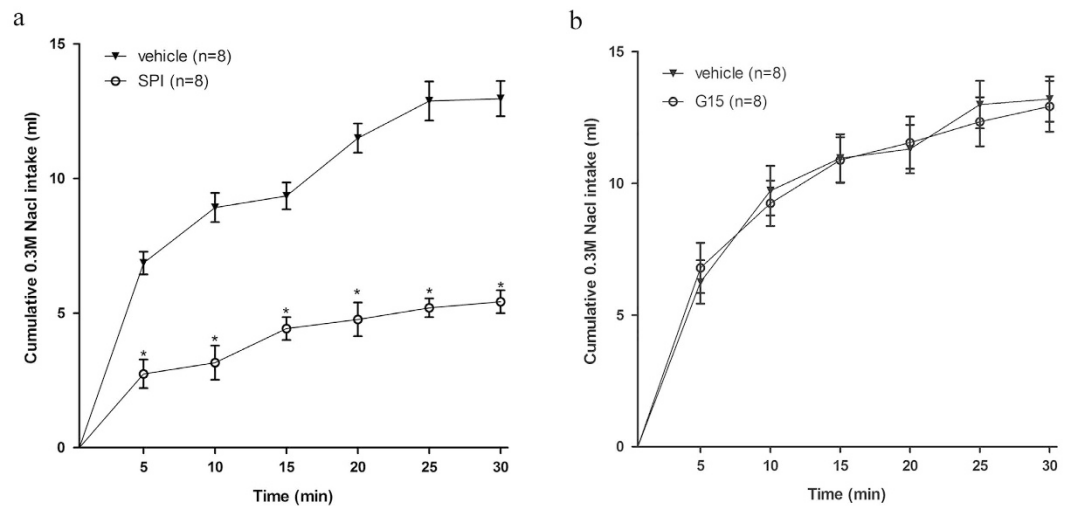 a
Cumulative 0.3M Nacl intake (ml)
15
10
5
0
vehicle (n=8)
SPI (n=8)
* * * * * *
5 10 15 20 25 30
Time (min)
b
Cumulative 0.3M Nacl intake (ml)
15
10
5
0
vehicle (n=8)
G15 (n=8)
5 10 15 20 25 30
Time (min)